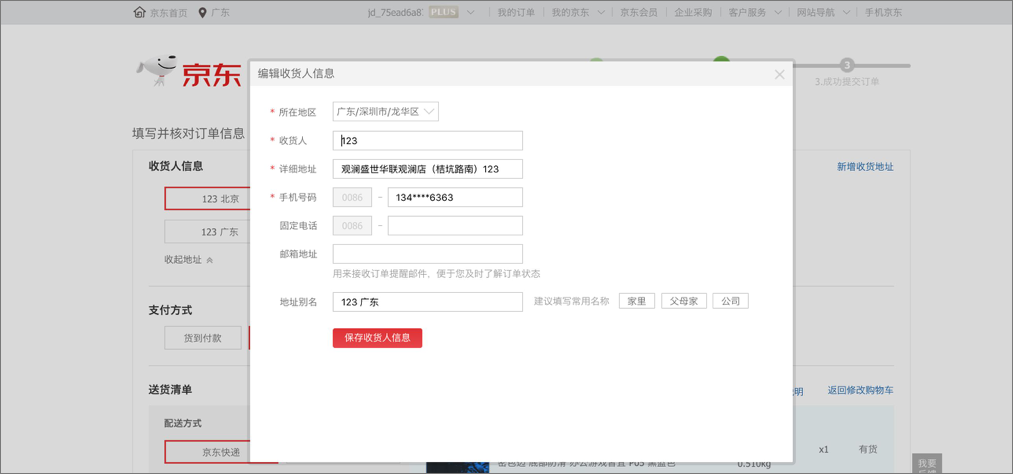 京东首页 广东 jd_75ead6a8 PLUS 我的订单 我的京东 京东会员 企业采购 客户服务 网站导航 手机京东
京东
3
3.成功提交订单
填写并核对订单信息
收货人信息
新增收货地址
123 北京
123 广东
收起地址
支付方式
货到付款
送货清单
返回修改购物车
配送方式
京东快递
x1 有货
0.510kg
我要
编辑收货人信息
* 所在地区 广东/深圳市/龙华区
* 收货人 123
* 详细地址 观澜盛世华联观澜店（桔坑路南）123
* 手机号码 0086 - 134****6363
固定电话 0086 -
邮箱地址
用来接收订单提醒邮件，便于您及时了解订单状态
地址别名 123 广东 建议填写常用名称 家里 父母家 公司
保存收货人信息